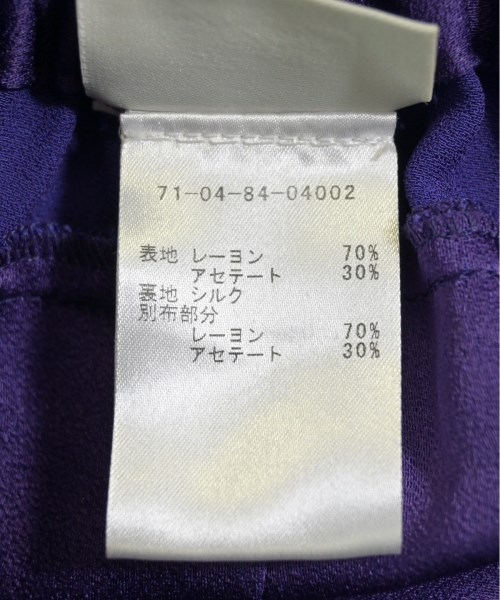 71-04-84-04002
表地 レーヨン 70%
アセテート 30%
裏地 シルク
別布部分
レーヨン 70%
アセテート 30%